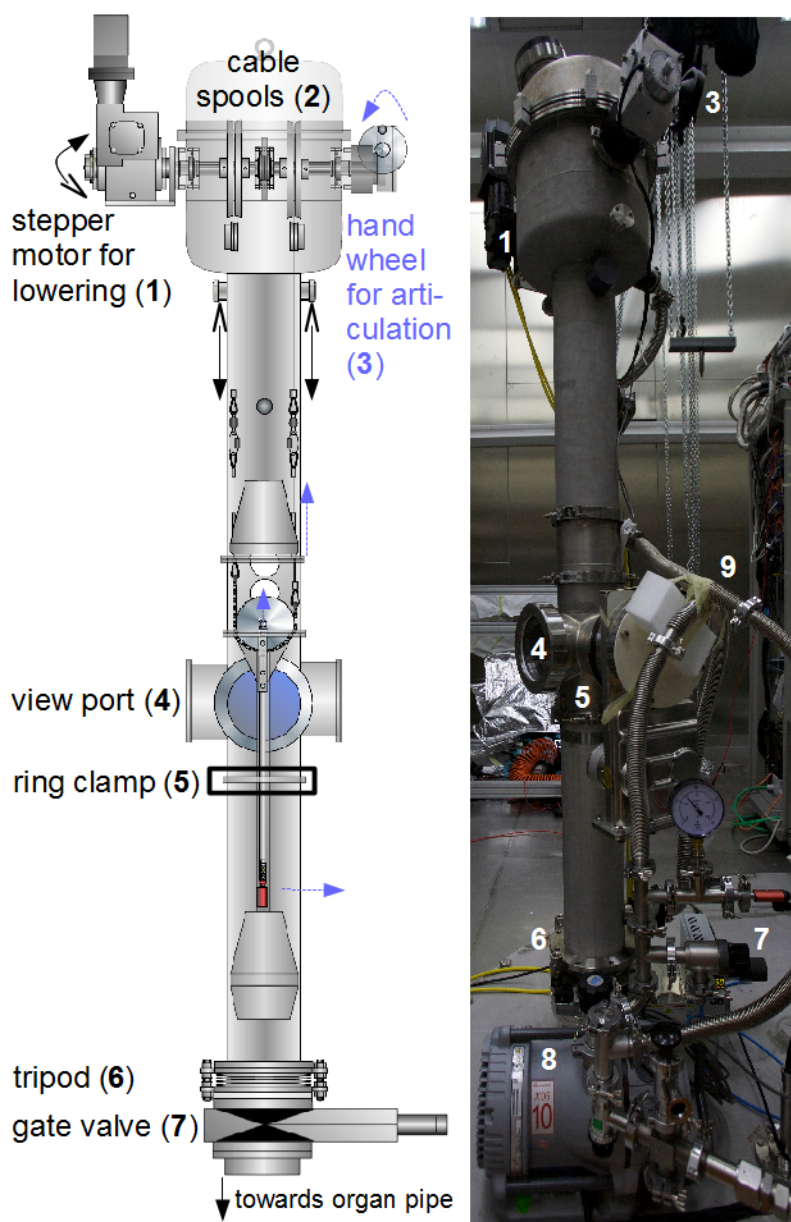 cable
spools (2)
stepper
motor for
lowering (1)
hand
wheel
for arti-
culation
(3)
view port (4)
ring clamp (5)
tripod (6)
gate valve (7)
towards organ pipe
3
1
9
4
5
6
7
8
10